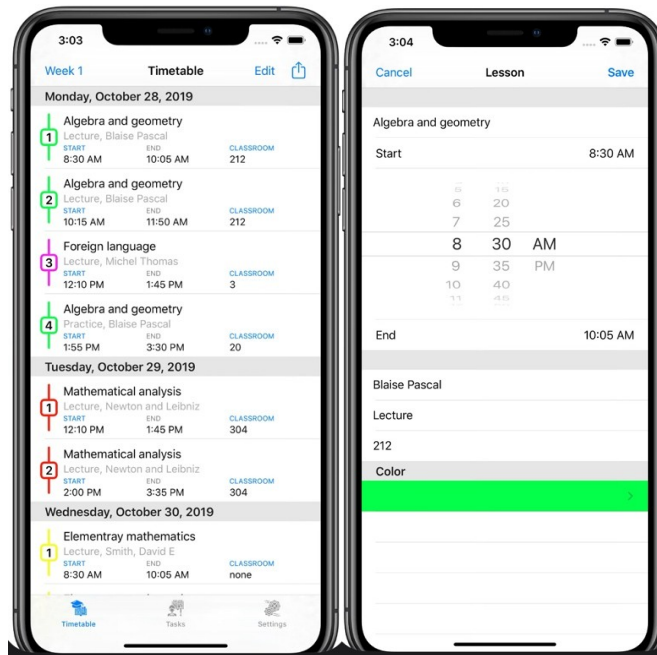 3:03
Week 1 Timetable Edit
Monday, October 28, 2019
Algebra and geometry
1 Lecture, Blaise Pascal
START END CLASSROOM
8:30 AM 10:05 AM 212
Algebra and geometry
2 Lecture, Blaise Pascal
START END CLASSROOM
10:15 AM 11:50 AM 212
Foreign language
3 Lecture, Michel Thomas
START END CLASSROOM
12:10 PM 1:45 PM 3
Algebra and geometry
4 Practice, Blaise Pascal
START END CLASSROOM
1:55 PM 3:30 PM 20
Tuesday, October 29, 2019
Mathematical analysis
1 Lecture, Newton and Leibniz
START END CLASSROOM
12:10 PM 1:45 PM 304
Mathematical analysis
2 Lecture, Newton and Leibniz
START END CLASSROOM
2:00 PM 3:35 PM 304
Wednesday, October 30, 2019
Elementray mathematics
1 Lecture, Smith, David E
START END CLASSROOM
8:30 AM 10:05 AM none
Timetable Tasks Settings
3:04
Cancel Lesson Save
Algebra and geometry
Start 8:30 AM
6 20
7 25
8 30 AM
9 35 PM
10 40
11 45
End 10:05 AM
Blaise Pascal
Lecture
212
Color